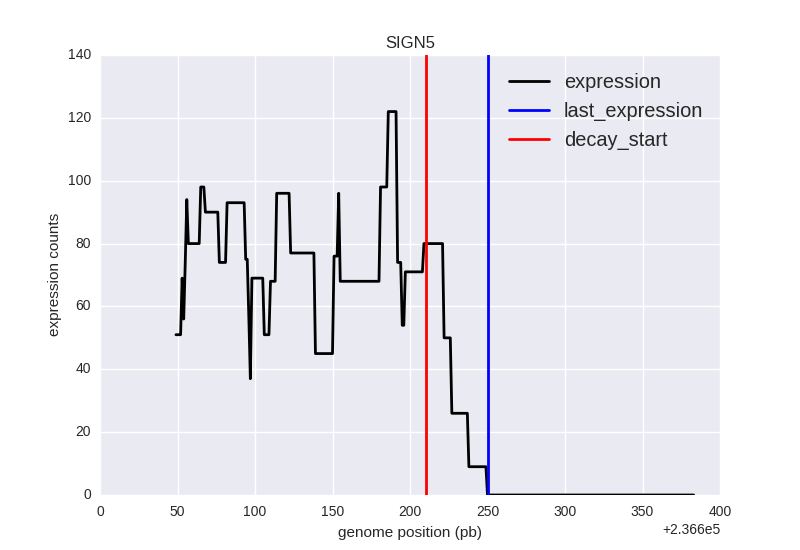 SIGN5
140
120
100
80
60
40
20
0
expression counts
expression
last_expression
decay_start
0 50 100 150 200 250 300 350 400
+2.366e5
genome position (pb)